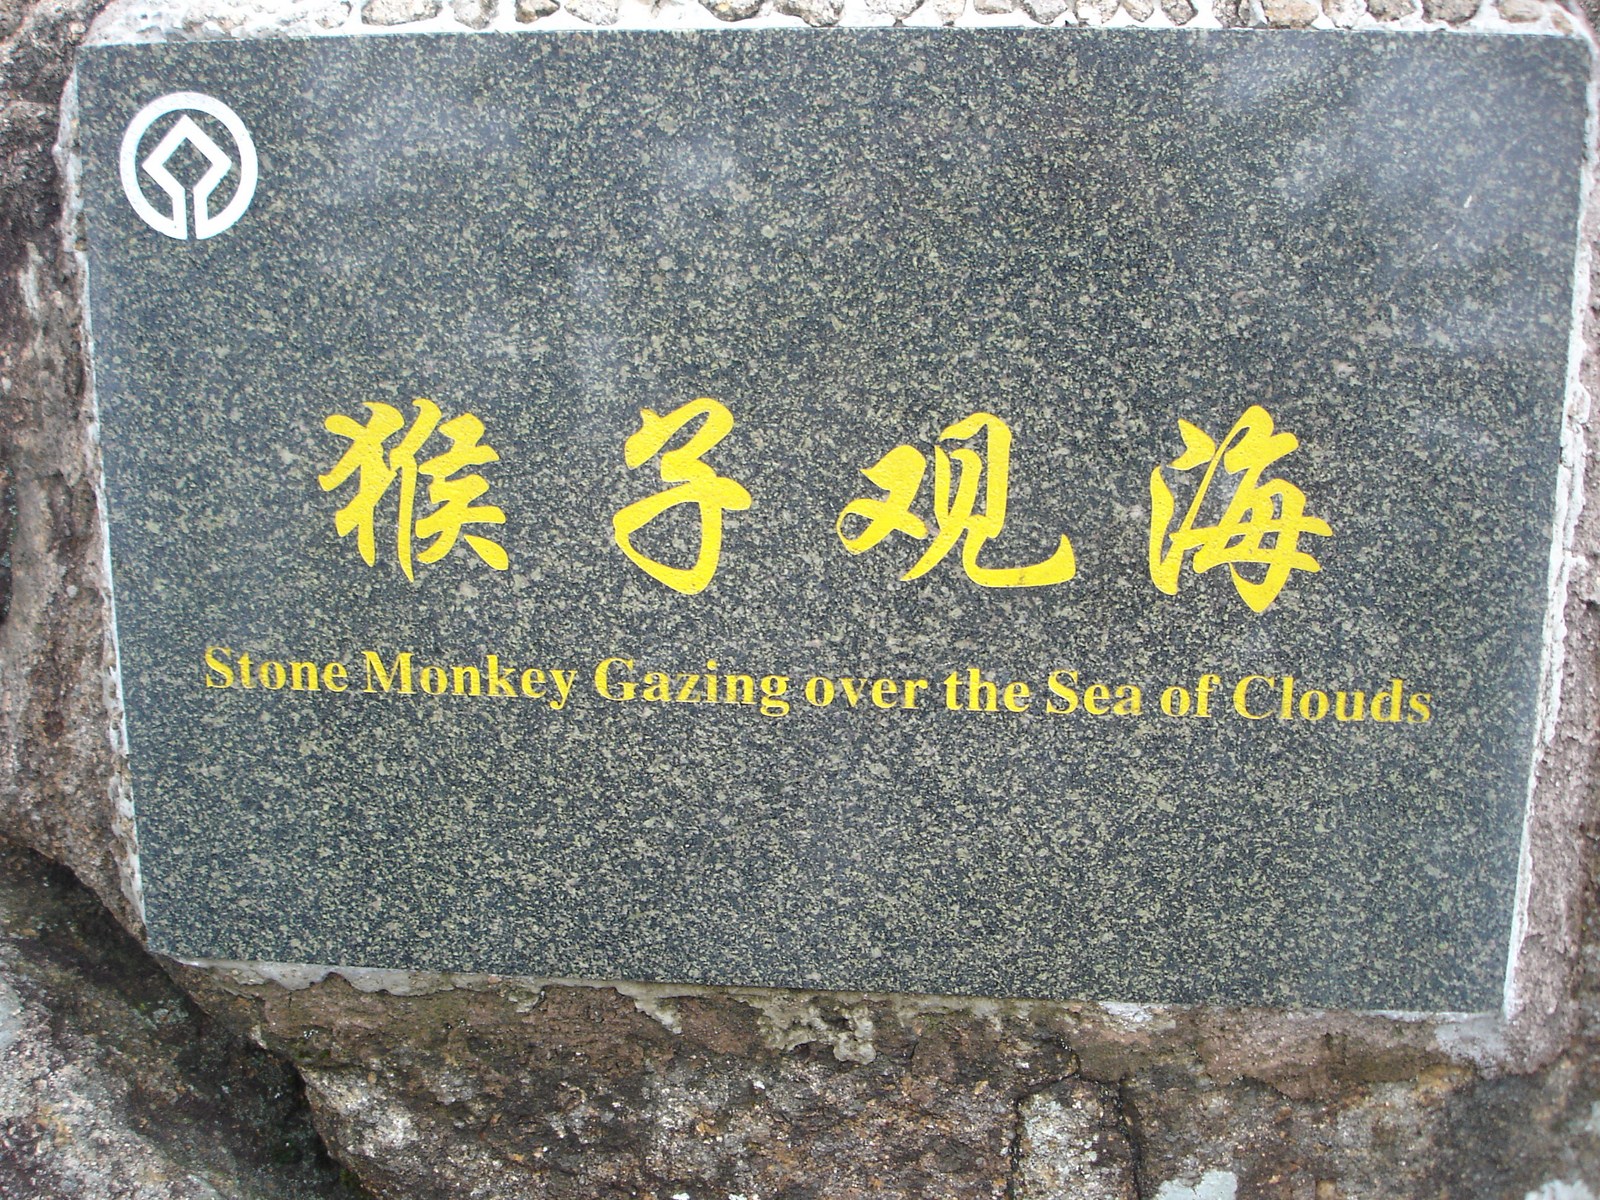 猴子观海
Stone Monkey Gazing over the Sea of Clouds